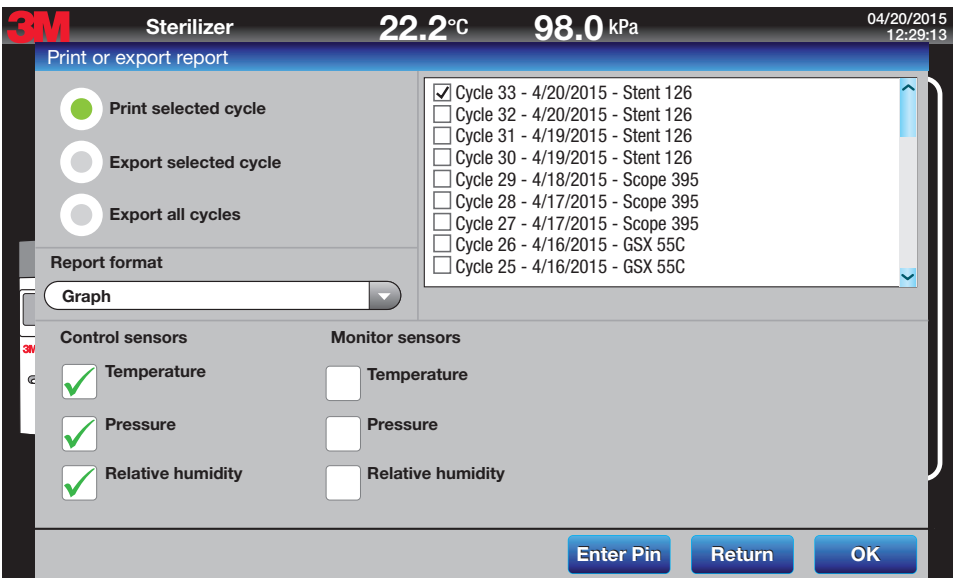 3M Sterilizer 22.2°C 98.0 kPa 04/20/2015
12:29:13
Print or export report
Print selected cycle
Export selected cycle
Export all cycles
Cycle 33 - 4/20/2015 - Stent 126
Cycle 32 - 4/20/2015 - Stent 126
Cycle 31 - 4/19/2015 - Stent 126
Cycle 30 - 4/19/2015 - Stent 126
Cycle 29 - 4/18/2015 - Scope 395
Cycle 28 - 4/17/2015 - Scope 395
Cycle 27 - 4/17/2015 - Scope 395
Cycle 26 - 4/16/2015 - GSX 55C
Cycle 25 - 4/16/2015 - GSX 55C
Report format
Graph
Control sensors
Temperature
Pressure
Relative humidity
Monitor sensors
Temperature
Pressure
Relative humidity
3M
Enter Pin Return OK